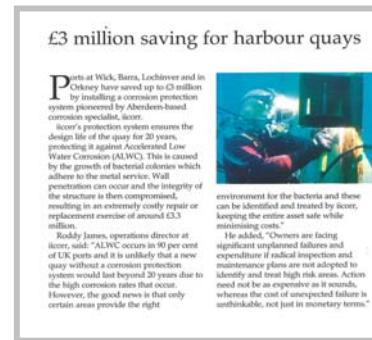 £3 million saving for harbour quays
Ports at Wick, Barra, Lochinver and in
Orkney have saved up to £3 million
by installing a corrosion protection
system pioneered by Aberdeen-based
corrosion specialist, iicorr.
iicorr's protection system ensures the
design life of the quay for 20 years,
protecting it against Accelerated Low
Water Corrosion (ALWC). This is caused
by the growth of bacterial colonies which
adhere to the metal service. Wall
penetration can occur and the integrity of
the structure is then compromised,
resulting in an extremely costly repair or
replacement exercise of around £3.3
million.
Roddy James, operations director at
iicorr, said: "ALWC occurs in 90 per cent
of UK ports and it is unlikely that a new
quay without a corrosion protection
system would last beyond 20 years due to
the high corrosion rates that occur.
However, the good news is that only
certain areas provide the right
environment for the bacteria and these
can be identified and treated by iicorr,
keeping the entire asset safe while
minimising costs."
He added, "Owners are facing
significant unplanned failures and
expenditure if radical inspection and
maintenance plans are not adopted to
identify and treat high risk areas. Action
need not be as expensive as it sounds,
whereas the cost of unexpected failure is
unthinkable, not just in monetary terms."